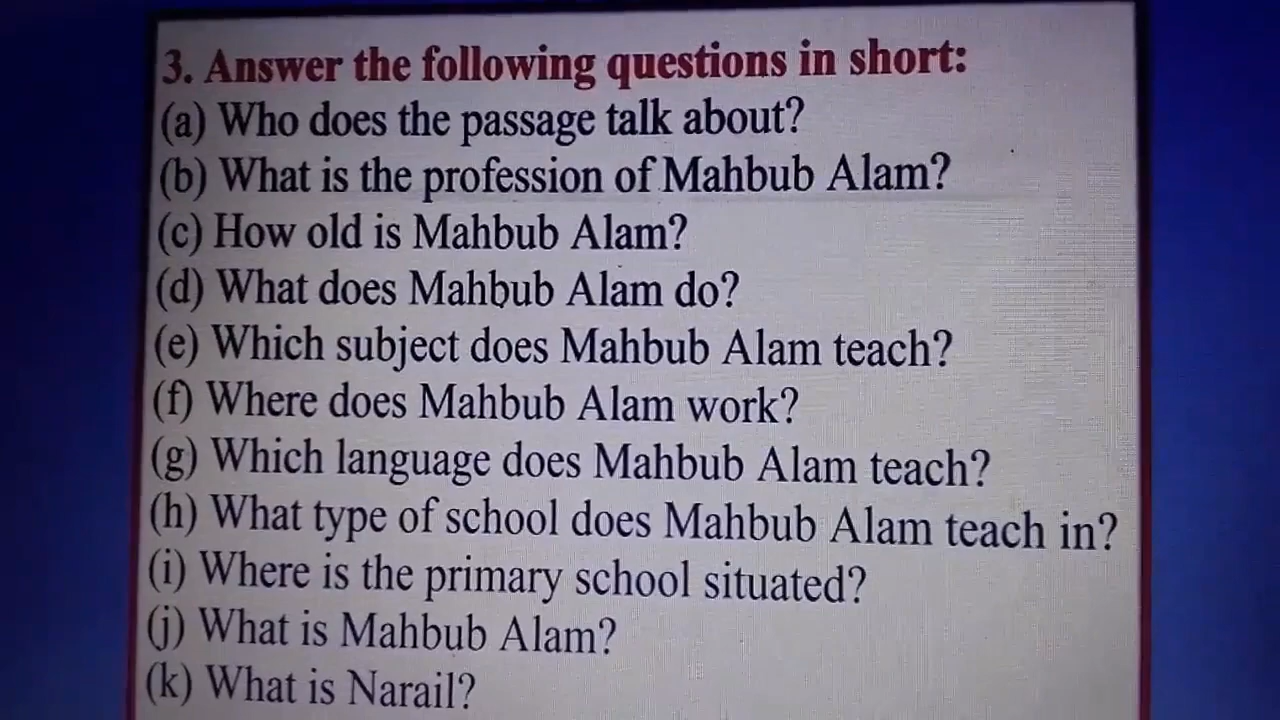 3. Answer the following questions in short:
(a) Who does the passage talk about?
(b) What is the profession of Mahbub Alam?
(c) How old is Mahbub Alam?
(d) What does Mahbub Alam do?
(e) Which subject does Mahbub Alam teach?
(f) Where does Mahbub Alam work?
(g) Which language does Mahbub Alam teach?
(h) What type of school does Mahbub Alam teach in?
(i) Where is the primary school situated?
(j) What is Mahbub Alam?
(k) What is Narail?